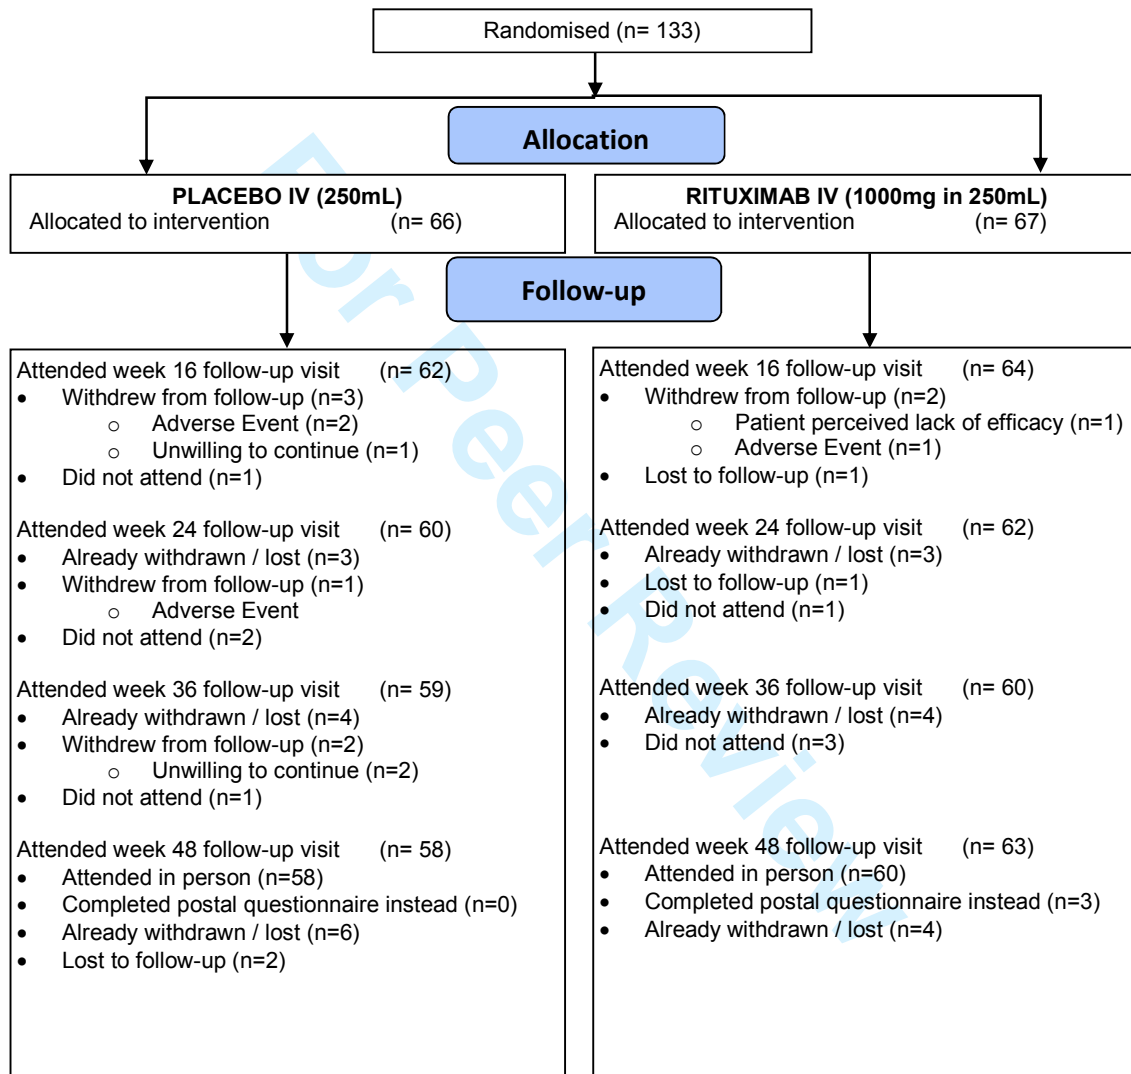 Randomised (n= 133)
Allocation
PLACEBO IV (250mL)
Allocated to intervention (n= 66)
RITUXIMAB IV (1000mg in 250mL)
Allocated to intervention (n= 67)
Follow-up
Attended week 16 follow-up visit (n= 62)
• Withdrew from follow-up (n=3)
o Adverse Event (n=2)
o Unwilling to continue (n=1)
• Did not attend (n=1)
Attended week 24 follow-up visit (n= 60)
• Already withdrawn / lost (n=3)
• Withdrew from follow-up (n=1)
o Adverse Event
• Did not attend (n=2)
Attended week 36 follow-up visit (n= 59)
• Already withdrawn / lost (n=4)
• Withdrew from follow-up (n=2)
o Unwilling to continue (n=2)
• Did not attend (n=1)
Attended week 48 follow-up visit (n= 58)
• Attended in person (n=58)
• Completed postal questionnaire instead (n=0)
• Already withdrawn / lost (n=6)
• Lost to follow-up (n=2)
Attended week 16 follow-up visit (n= 64)
• Withdrew from follow-up (n=2)
o Patient perceived lack of efficacy (n=1)
o Adverse Event (n=1)
• Lost to follow-up (n=1)
Attended week 24 follow-up visit (n= 62)
• Already withdrawn / lost (n=3)
• Lost to follow-up (n=1)
• Did not attend (n=1)
Attended week 36 follow-up visit (n= 60)
• Already withdrawn / lost (n=4)
• Did not attend (n=3)
Attended week 48 follow-up visit (n= 63)
• Attended in person (n=60)
• Completed postal questionnaire instead (n=3)
• Already withdrawn / lost (n=4)
For Peer Review